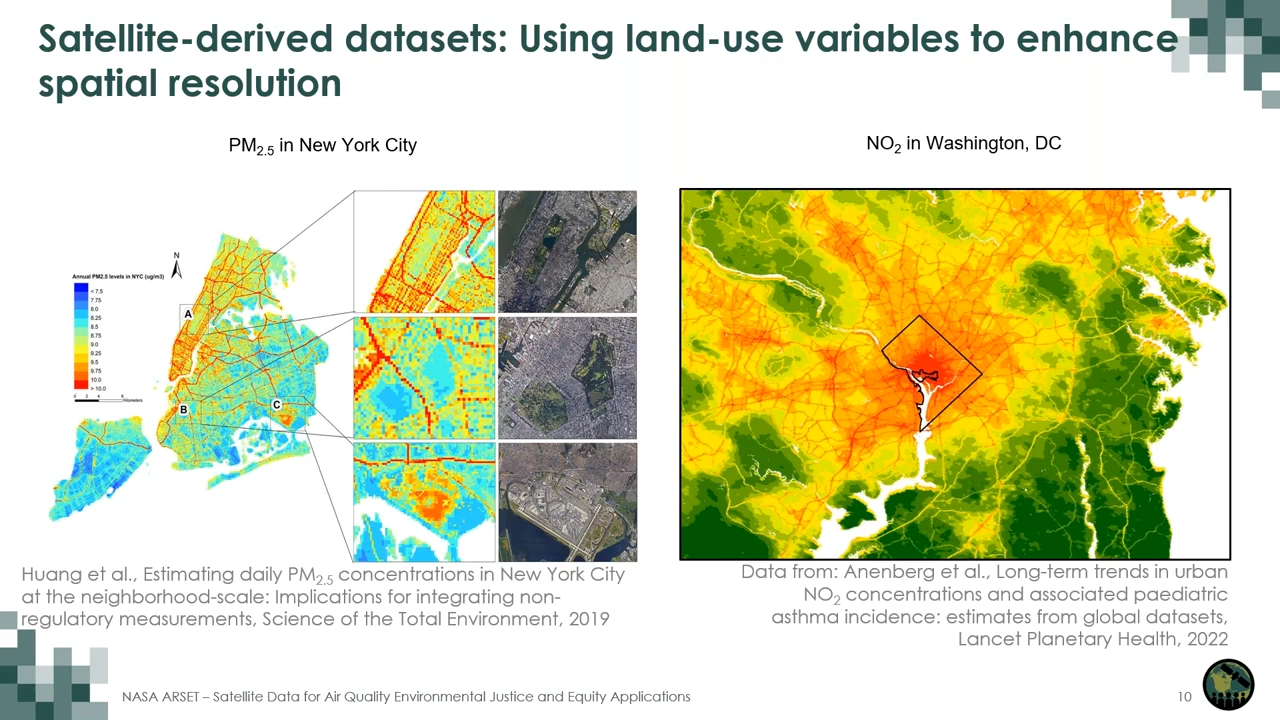 Satellite-derived datasets: Using land-use variables to enhance
spatial resolution
PM2.5 in New York City
NO2 in Washington, DC
N
Annual PM2.5 levels in NYC (ug/m3)
< 7.5
7.75
8.0
8.25
8.5
8.75
9.0
9.25
9.5
9.75
10.0
> 10.0
0 2 4 8
Kilometers
A
B
C
Huang et al., Estimating daily PM2.5 concentrations in New York City
at the neighborhood-scale: Implications for integrating non-
regulatory measurements, Science of the Total Environment, 2019
Data from: Anenberg et al., Long-term trends in urban
NO2 concentrations and associated paediatric
asthma incidence: estimates from global datasets,
Lancet Planetary Health, 2022
NASA ARSET – Satellite Data for Air Quality Environmental Justice and Equity Applications
10